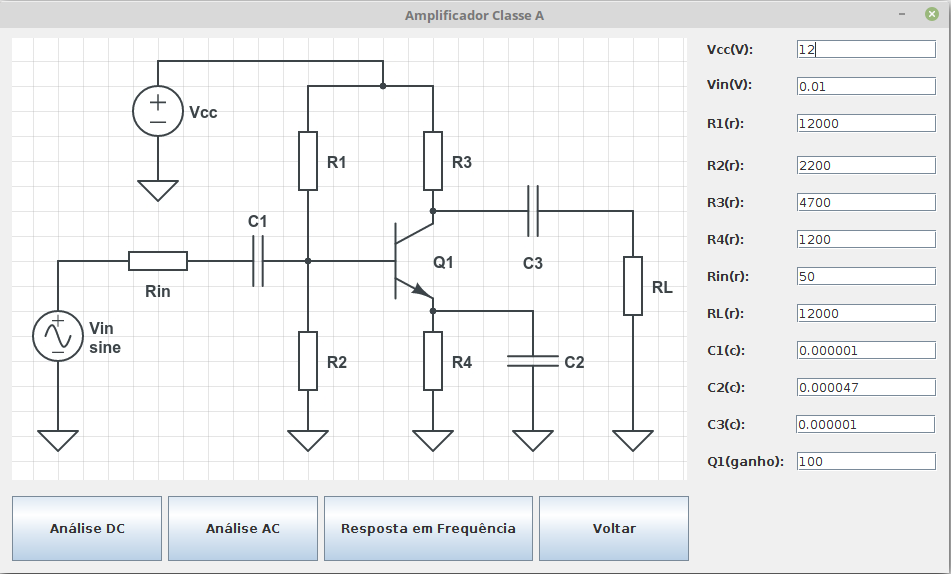 Amplificador Classe A
Vcc
R1
R3
C1
Q1
C3
RL
Rin
Vin
sine
R2
R4
C2
Vcc(V): 12
Vin(V): 0.01
R1(r): 12000
R2(r): 2200
R3(r): 4700
R4(r): 1200
Rin(r): 50
RL(r): 12000
C1(c): 0.000001
C2(c): 0.000047
C3(c): 0.000001
Q1(ganho): 100
Análise DC
Análise AC
Resposta em Frequência
Voltar